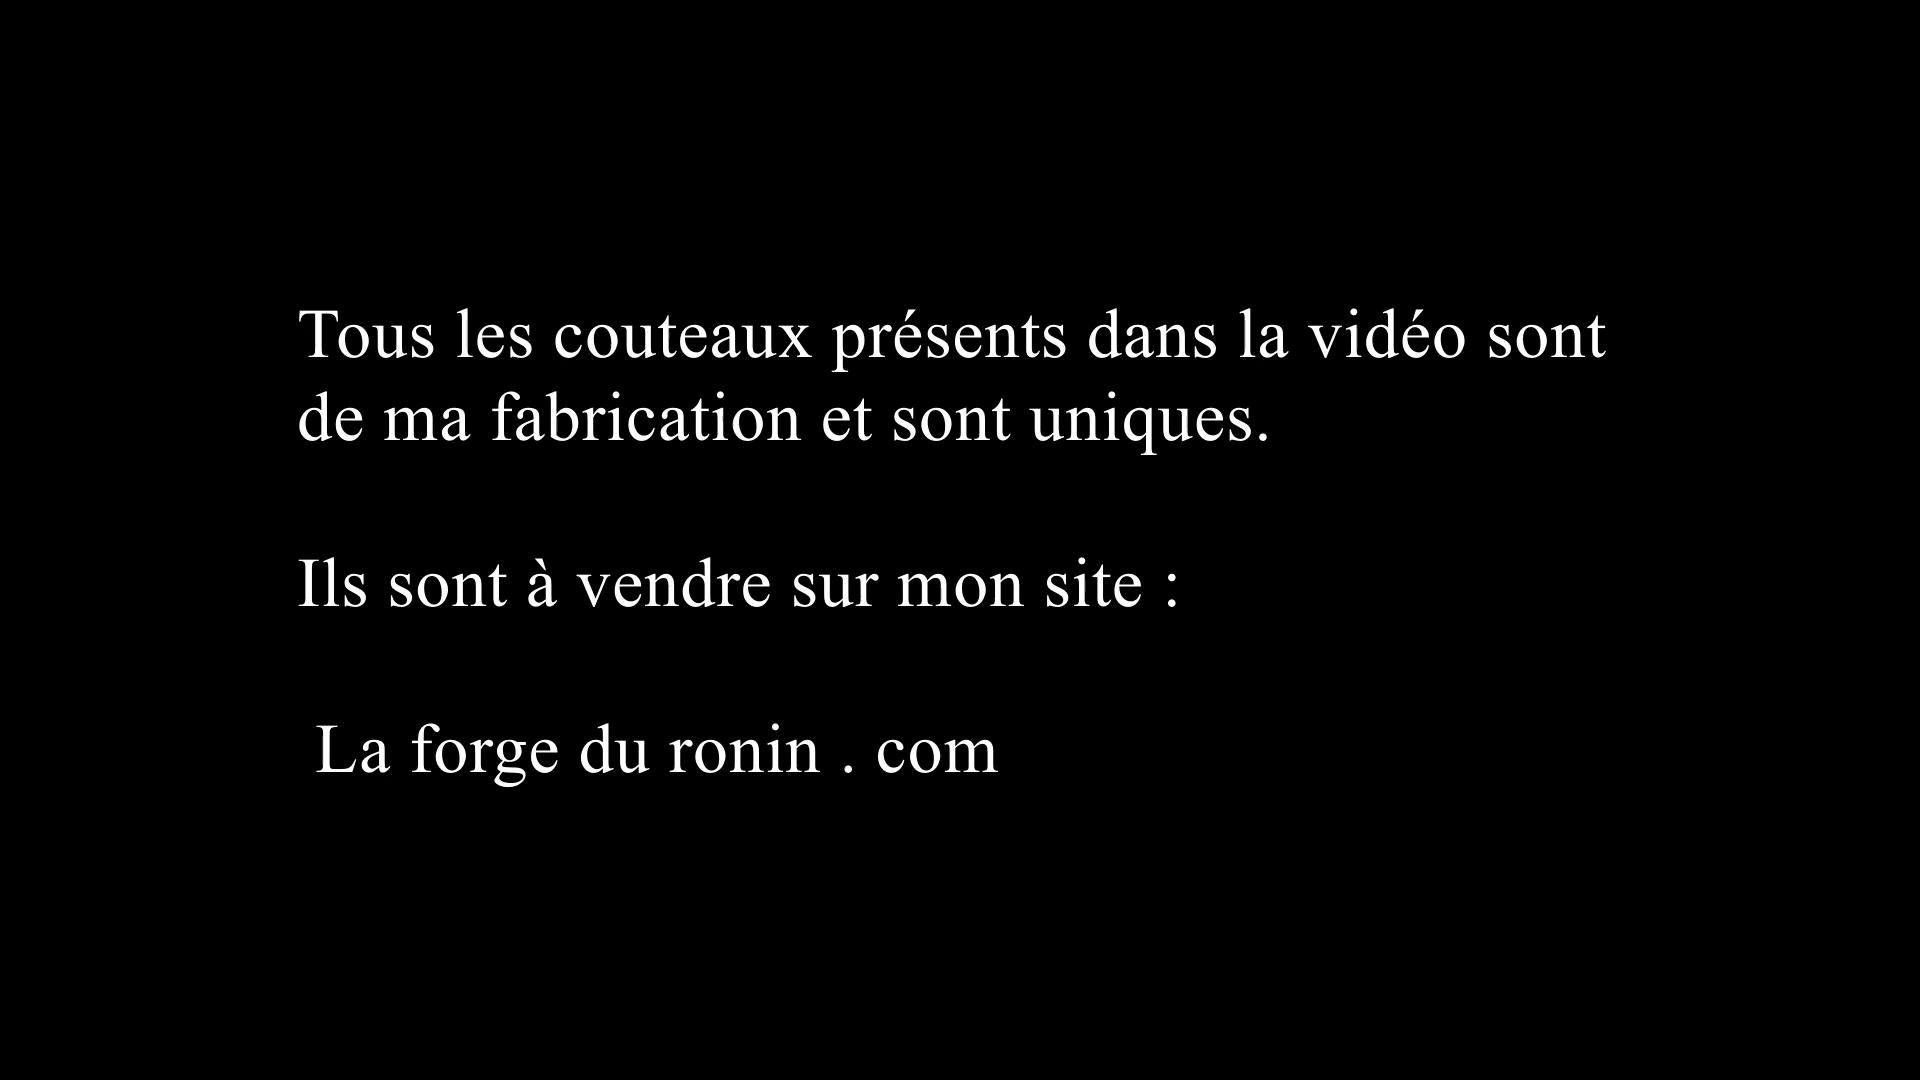 Tous les couteaux présents dans la vidéo sont
de ma fabrication et sont uniques.
Ils sont à vendre sur mon site :
La forge du ronin . com